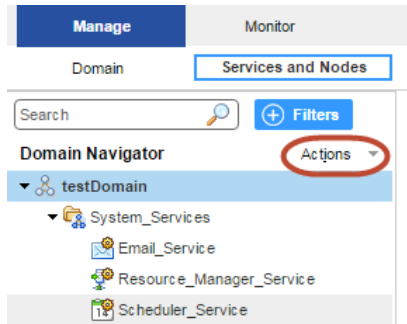 Manage Monitor
Domain Services and Nodes
Search Filters
Domain Navigator Actions
testDomain
System_Services
Email_Service
Resource_Manager_Service
Scheduler_Service